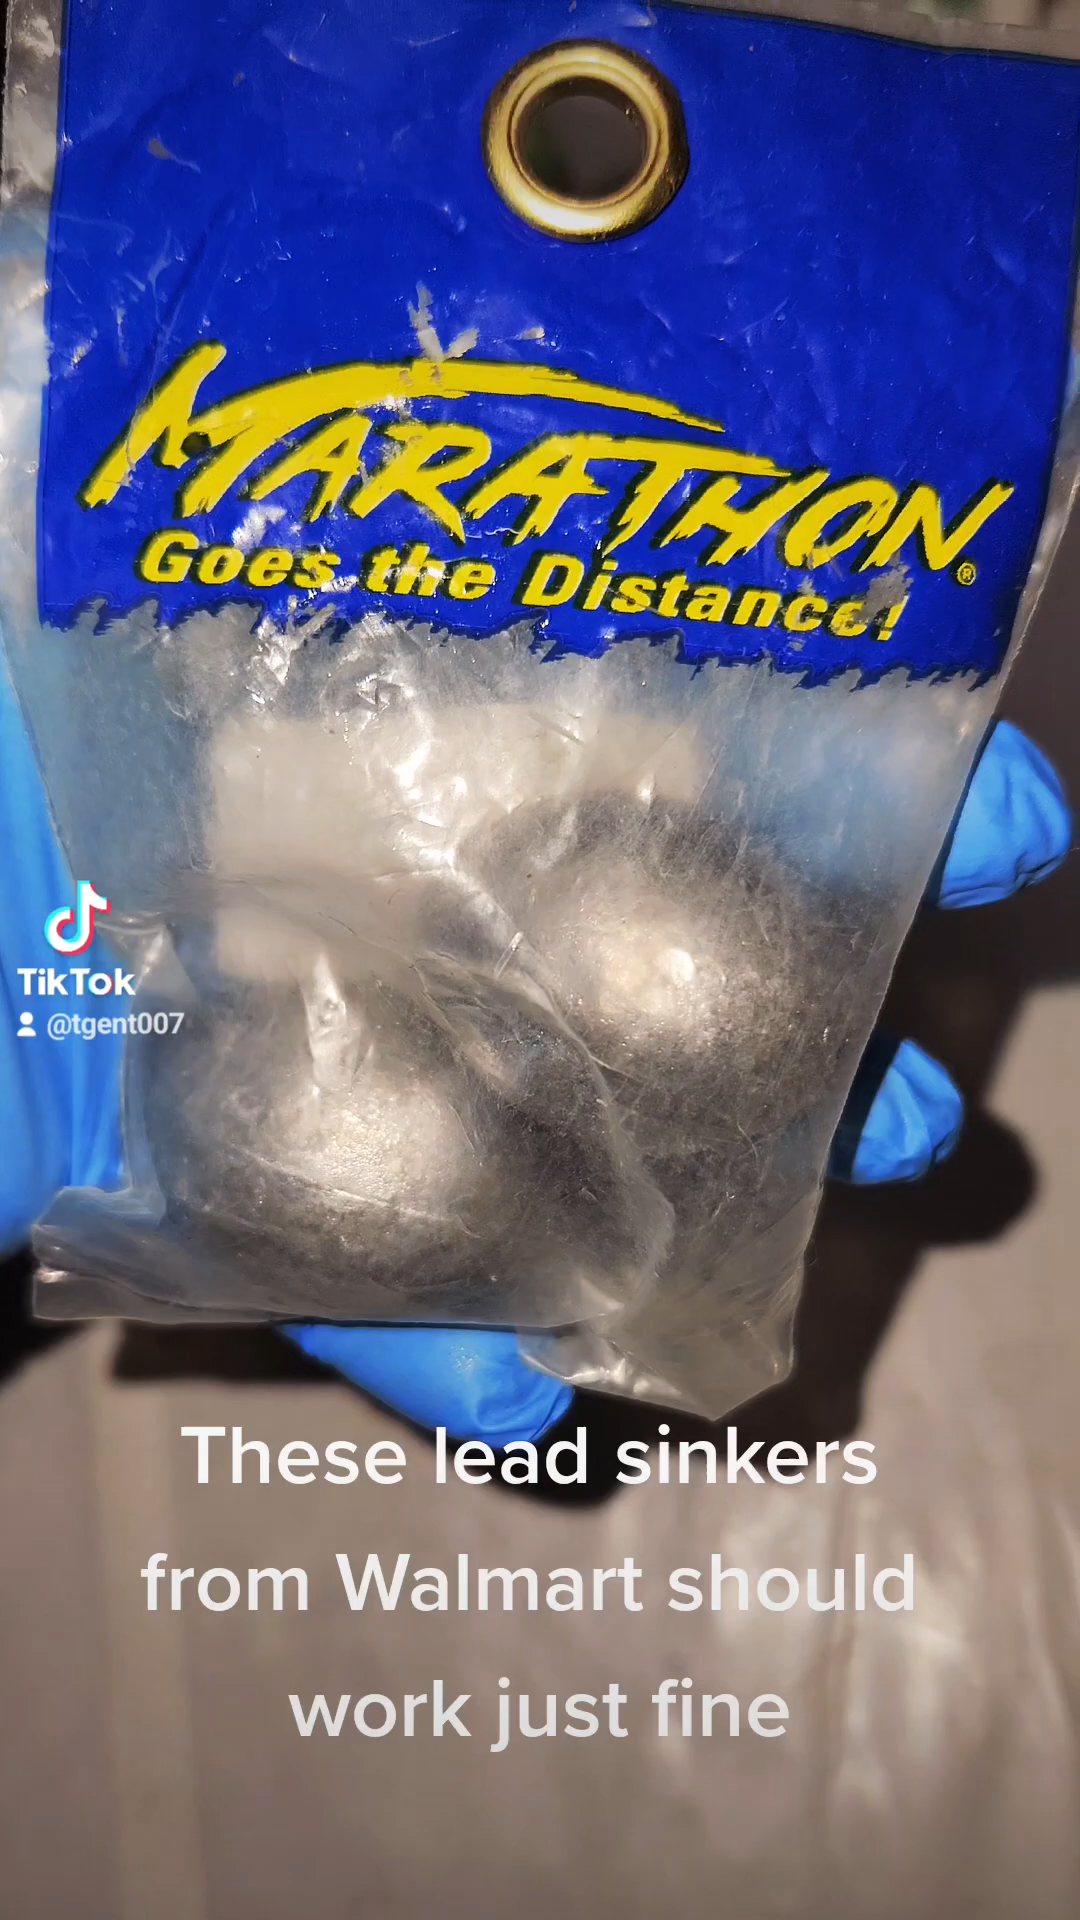 MARATHON®
Goes the Distance!
TikTok
@tgent007
These lead sinkers
from Walmart should
work just fine